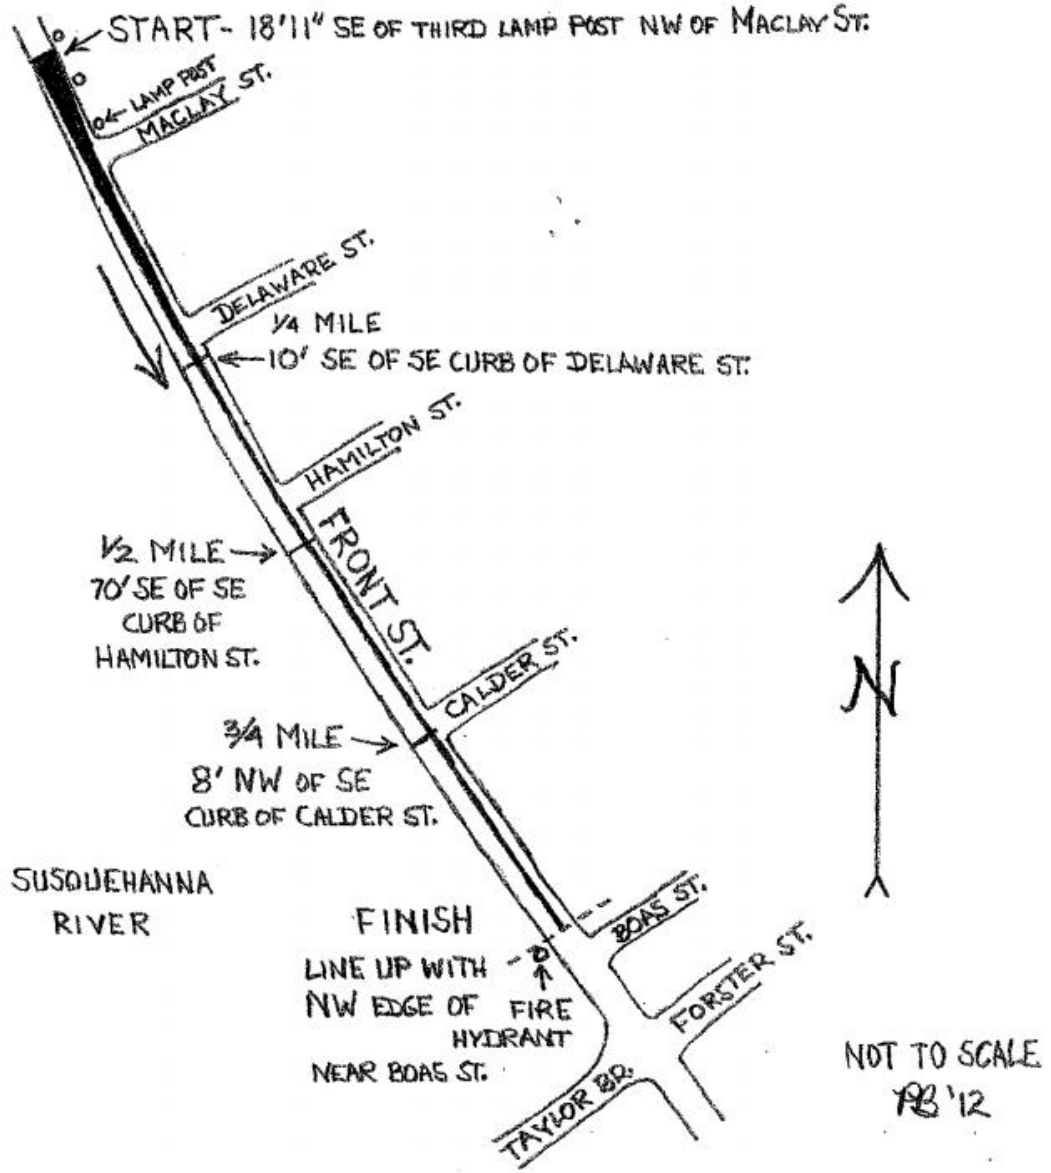 START- 18'11" SE OF THIRD LAMP POST NW OF MACLAY ST.
LAMP POST
MACLAY ST.
DELAWARE ST.
1/4 MILE
10' SE OF SE CURB OF DELAWARE ST.
HAMILTON ST.
FRONT ST.
1/2 MILE
70' SE OF SE
CURB OF
HAMILTON ST.
CALDER ST.
3/4 MILE
8' NW OF SE
CURB OF CALDER ST.
N
SUSQUEHANNA
RIVER
BOAS ST.
FINISH
LINE UP WITH
NW EDGE OF FIRE
HYDRANT
NEAR BOAS ST.
FORSTER ST.
TAYLOR BR.
NOT TO SCALE
'12